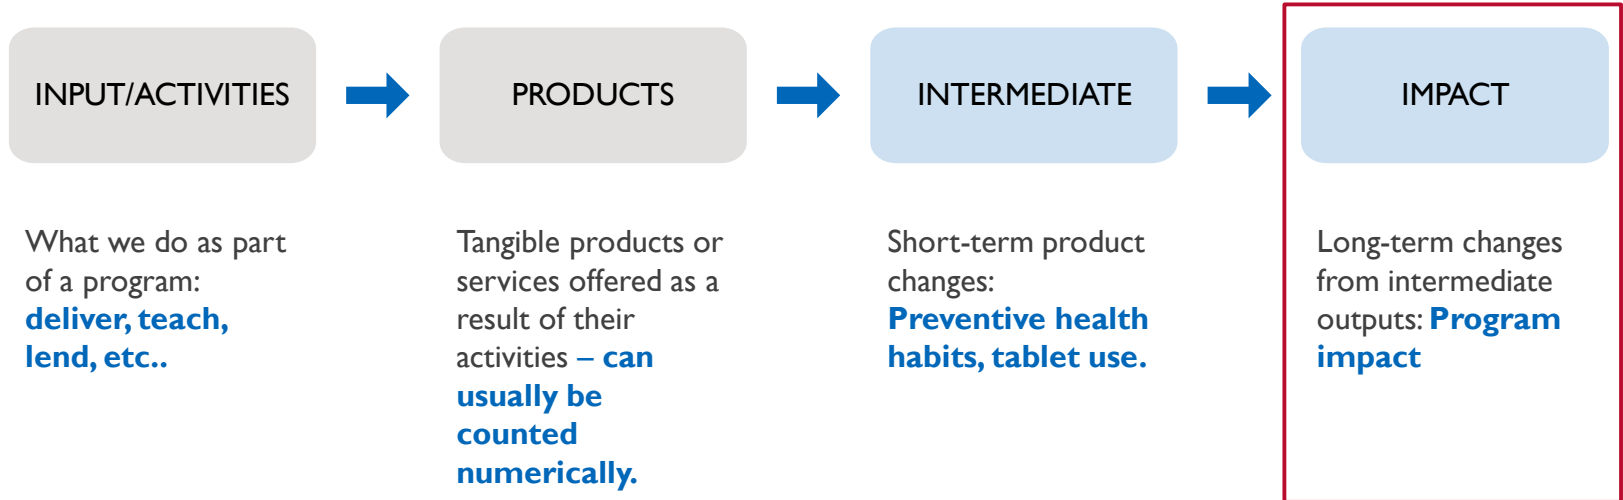 INPUT/ACTIVITIES
PRODUCTS
INTERMEDIATE
IMPACT
What we do as part
of a program:
deliver, teach,
lend, etc..
Tangible products or
services offered as a
result of their
activities – can
usually be
counted
numerically.
Short-term product
changes:
Preventive health
habits, tablet use.
Long-term changes
from intermediate
outputs: Program
impact